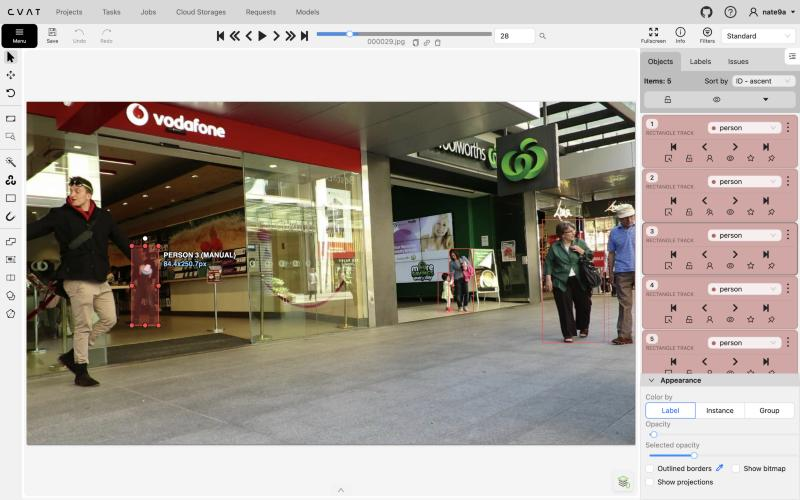 CVAT Projects Tasks Jobs Cloud Storages Requests Models nate9a
Menu Save Undo Redo 000029.jpg 28 Fullscreen Info Filters Standard
Objects Labels Issues
Items: 5 Sort by ID - ascent
1 person
RECTANGLE TRACK
2 person
RECTANGLE TRACK
3 person
RECTANGLE TRACK
4 person
RECTANGLE TRACK
5 person
RECTANGLE TRACK
Appearance
Color by
Label Instance Group
Opacity
Selected opacity
Outlined borders Show bitmap
Show projections
vodafone
oolworths
PERSON 3 (MANUAL)
84.4x250.7px
more